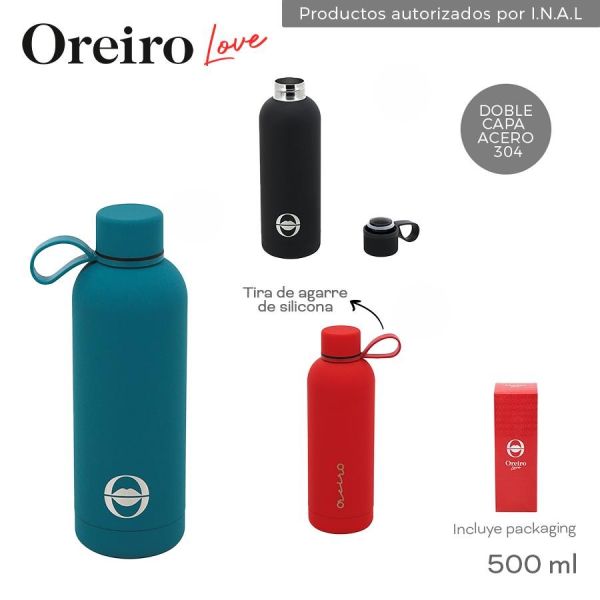 Productos autorizados por I.N.A.L
Oreiro Love
DOBLE
CAPA
ACERO
304
Tira de agarre
de silicona
oreiro
Oreiro
Love
Incluye packaging
500 ml